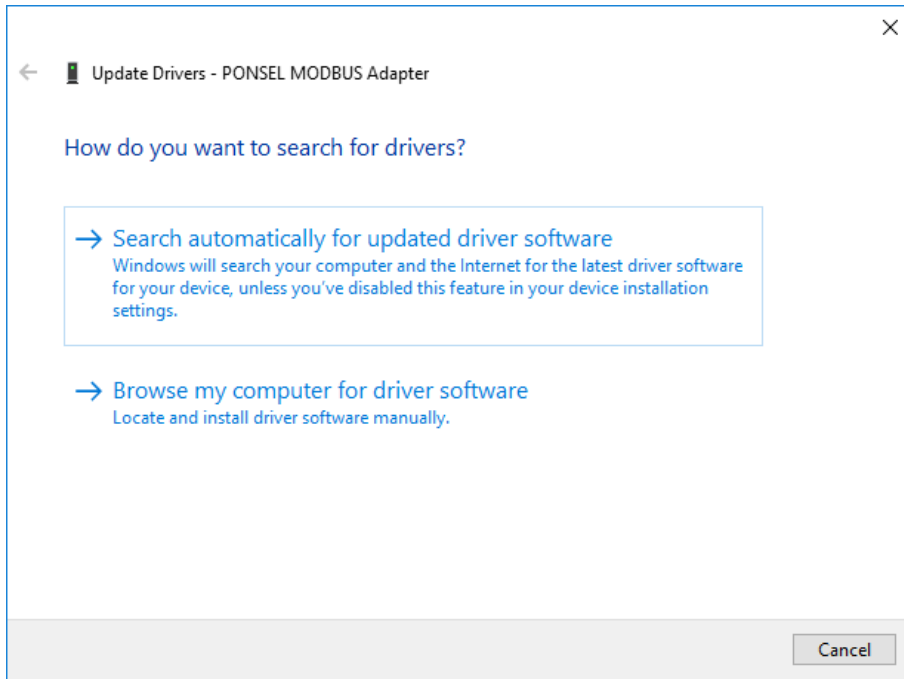 Update Drivers - PONSEL MODBUS Adapter
How do you want to search for drivers?
Search automatically for updated driver software
Windows will search your computer and the Internet for the latest driver software
for your device, unless you've disabled this feature in your device installation
settings.
Browse my computer for driver software
Locate and install driver software manually.
Cancel